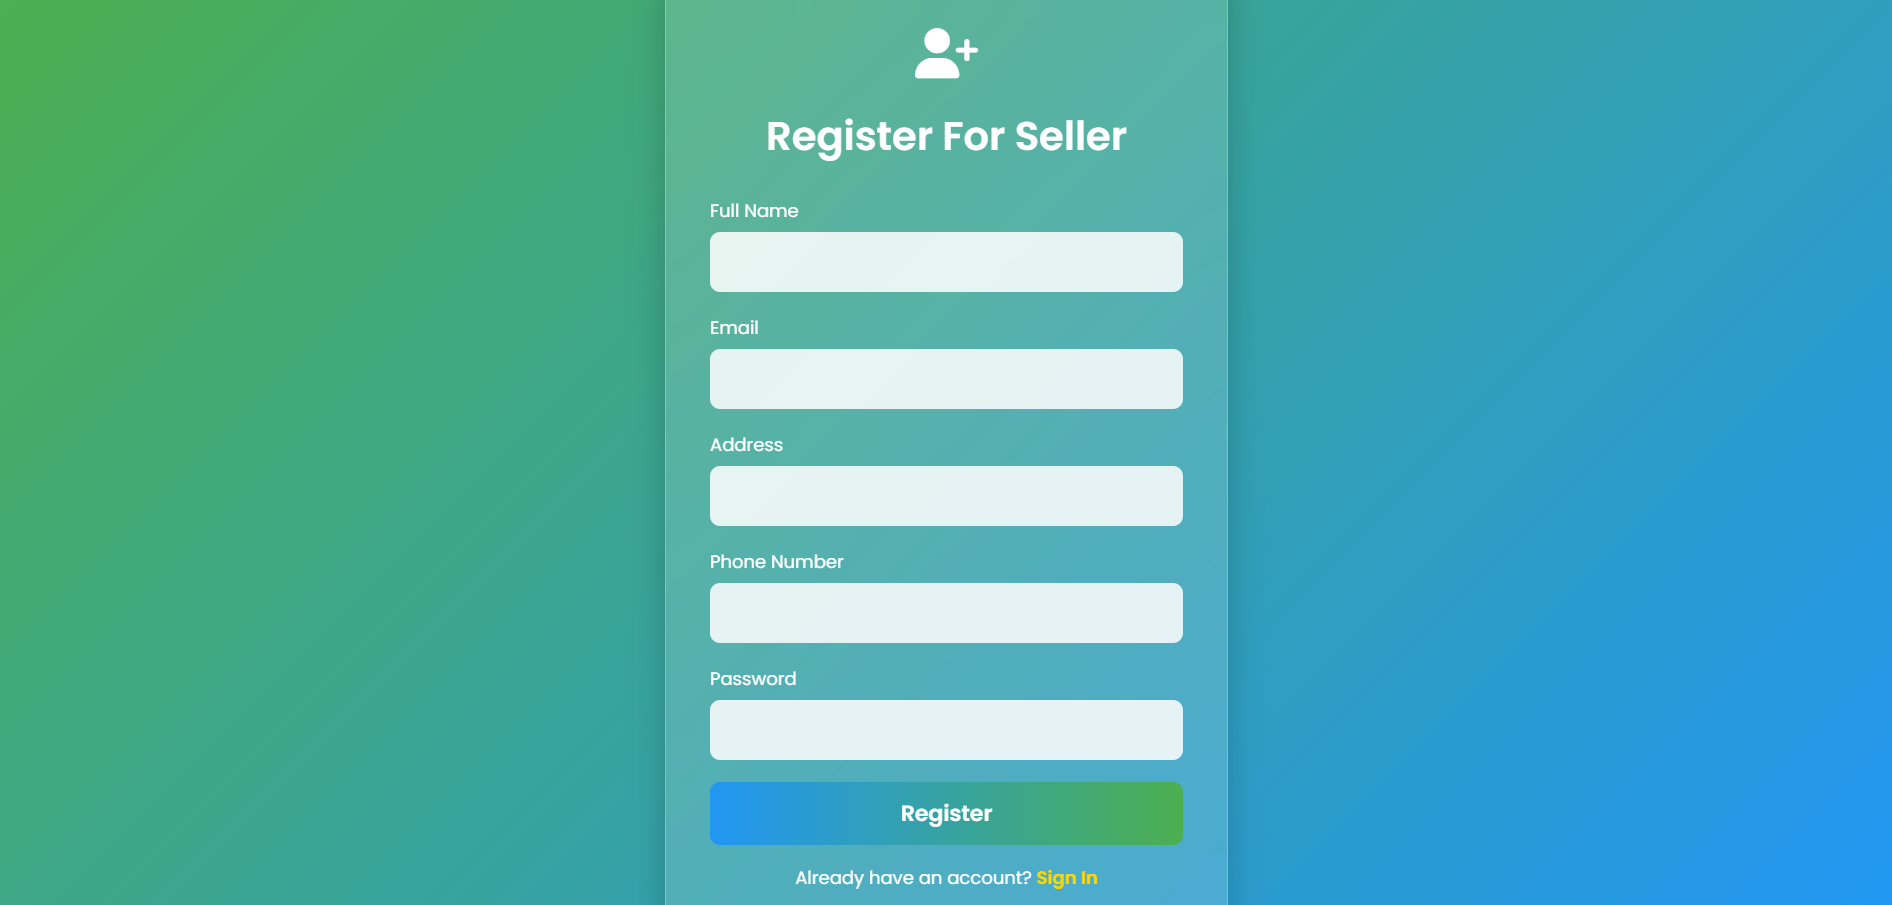 Register For Seller
Full Name
Email
Address
Phone Number
Password
Register
Already have an account? Sign In